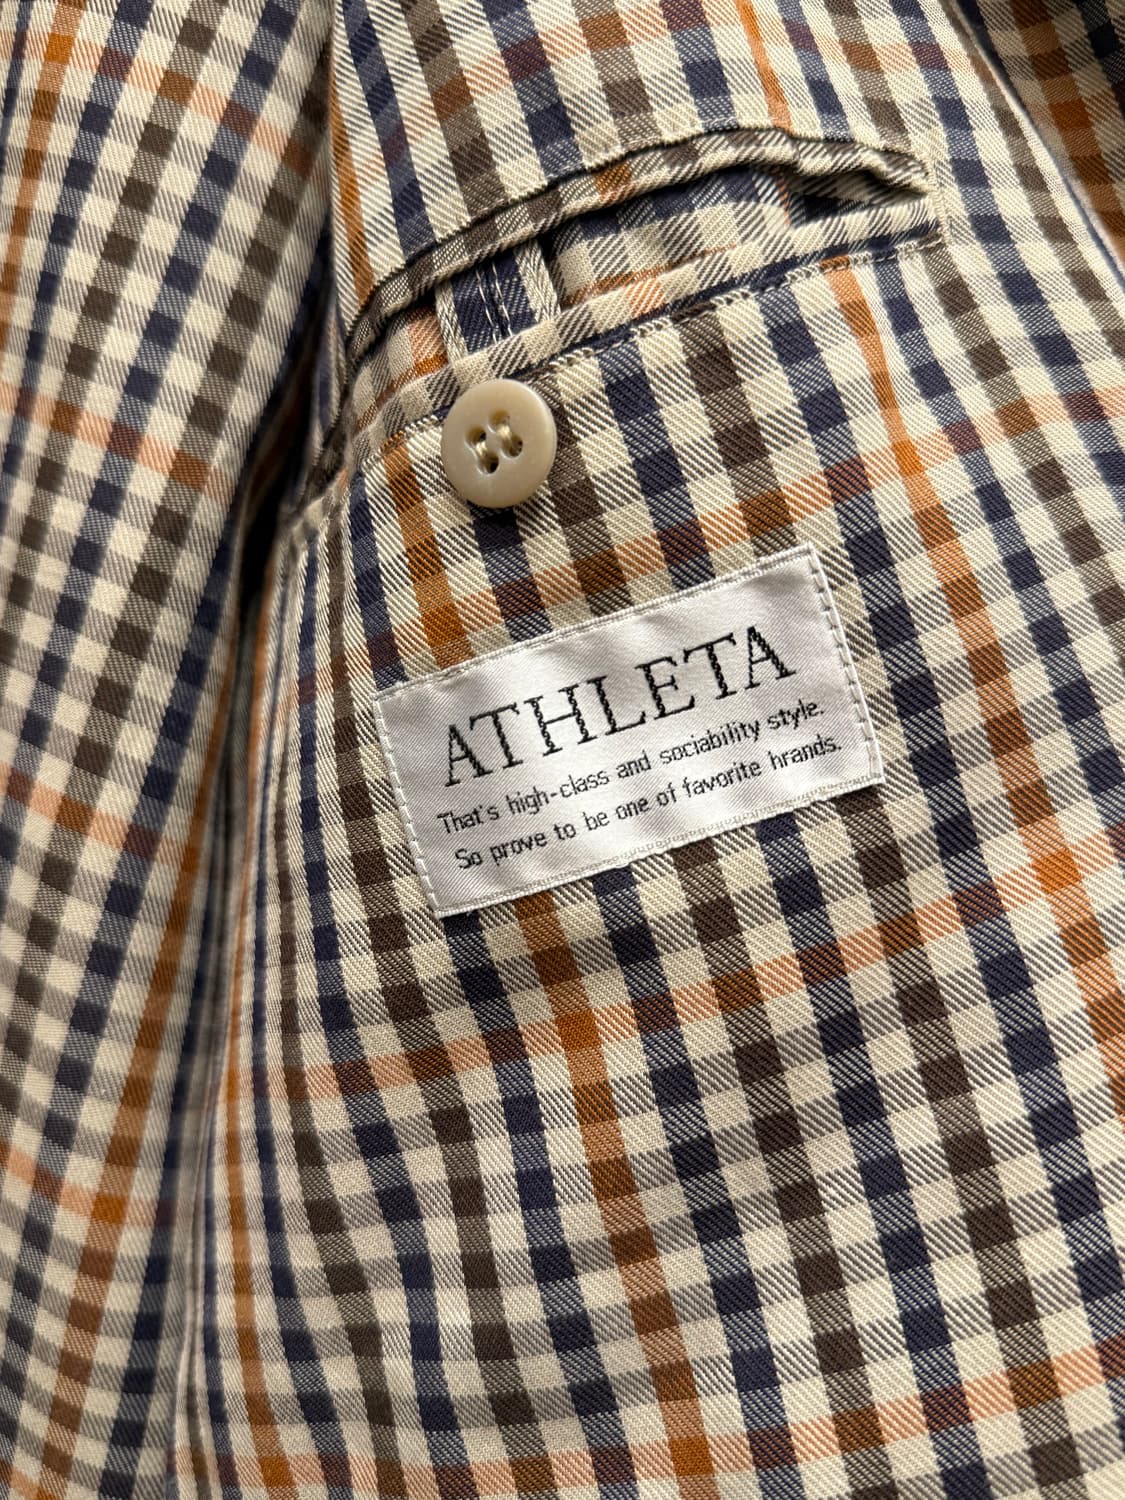 ATHLETA
That's high-class and sociability style.
So prove to be one of favorite hrands.